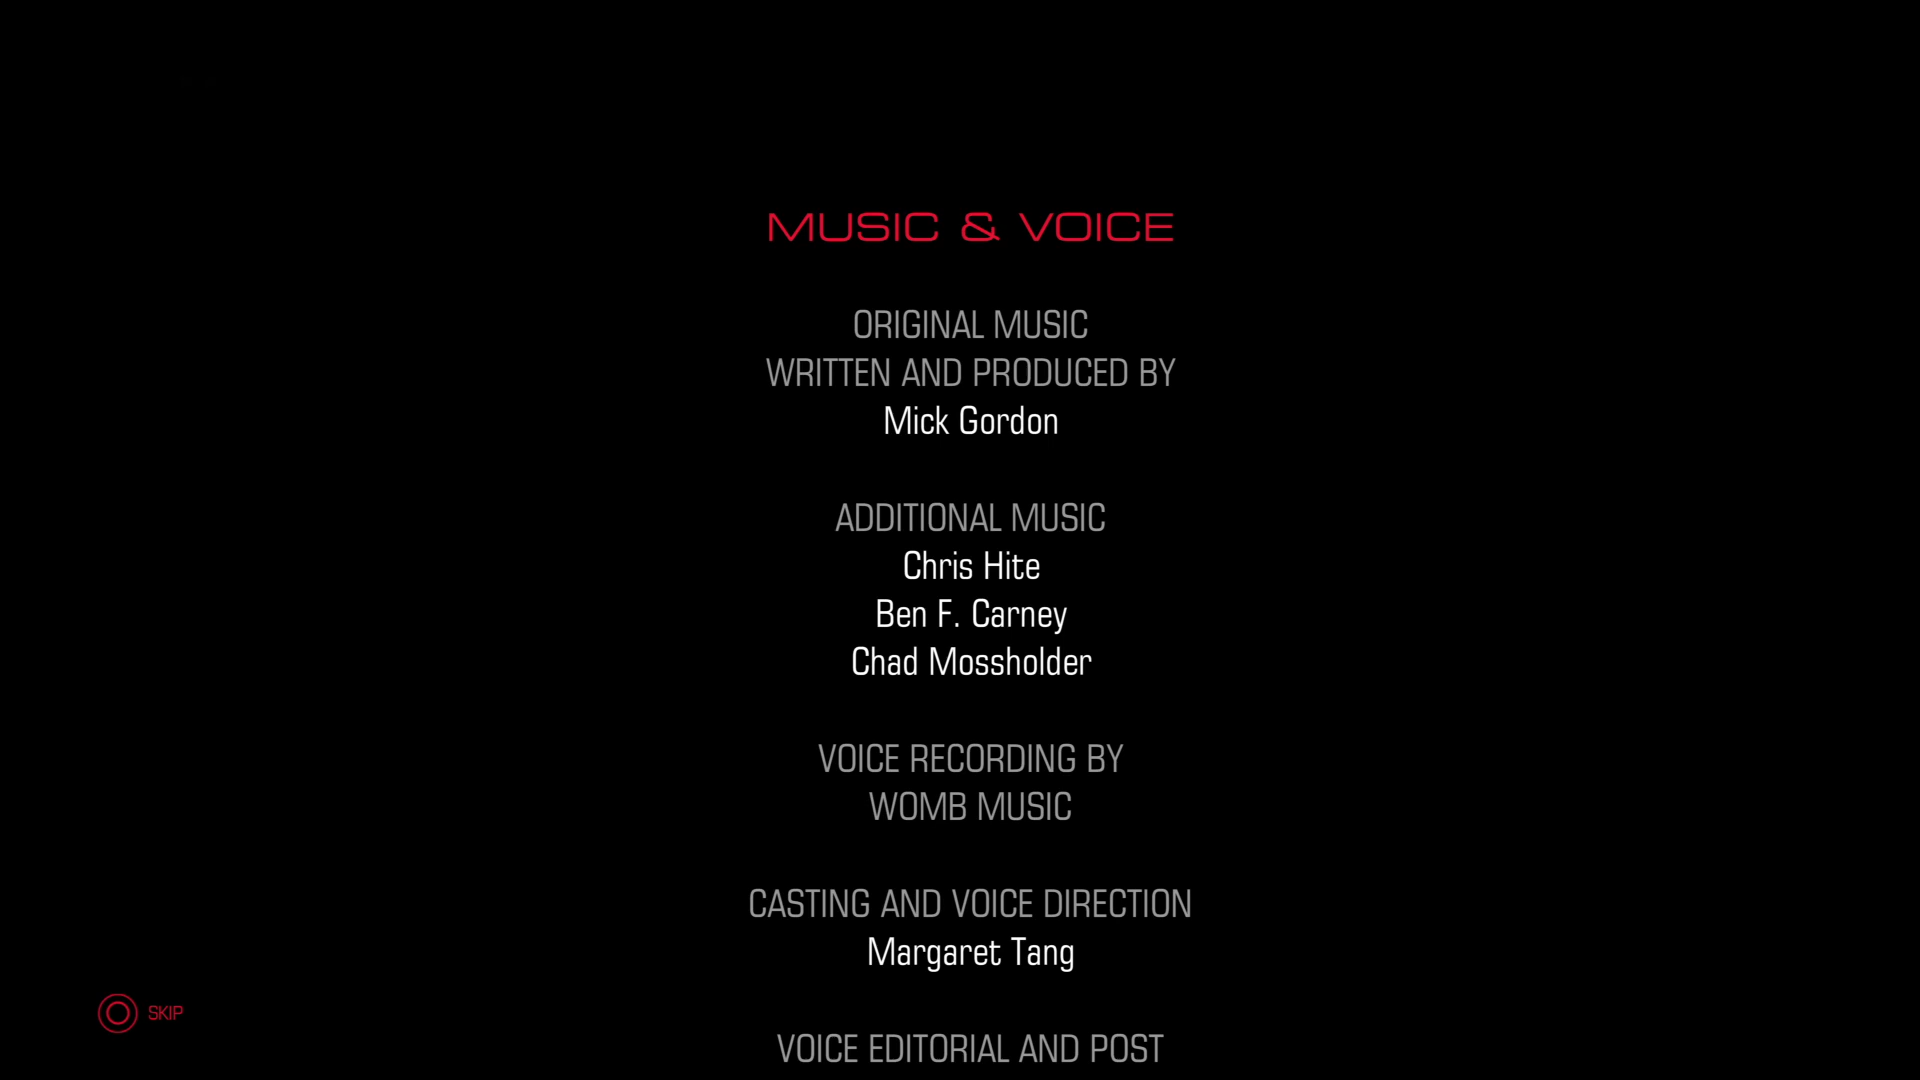 MUSIC & VOICE
ORIGINAL MUSIC
WRITTEN AND PRODUCED BY
Mick Gordon
ADDITIONAL MUSIC
Chris Hite
Ben F. Carney
Chad Mossholder
VOICE RECORDING BY
WOMB MUSIC
CASTING AND VOICE DIRECTION
Margaret Tang
SKIP
VOICE EDITORIAL AND POST